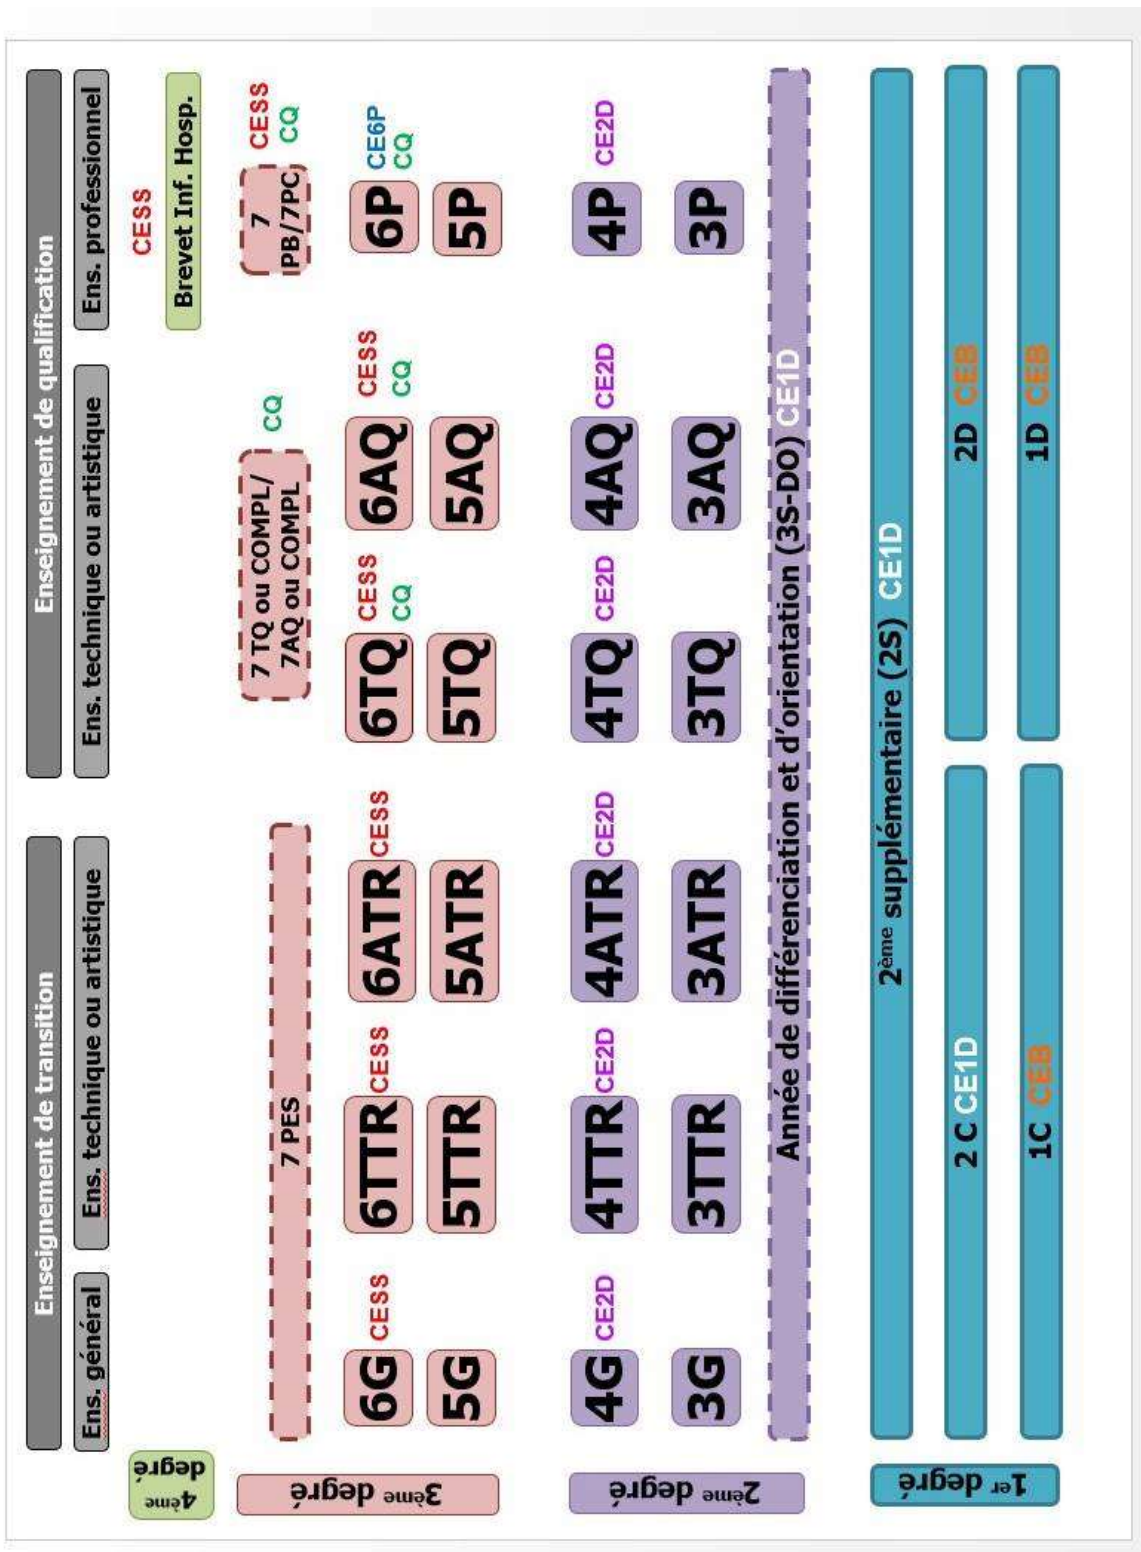 Enseignement de transition
Enseignement de qualification
Ens. général
Ens. technique ou artistique
Ens. technique ou artistique
Ens. professionnel
4ème
degré
CESS
Brevet Inf. Hosp.
3ème degré
7 PES
7 TQ ou COMPL/
7AQ ou COMPL
CQ
7
PB/7PC
CESS
CQ
6G CESS
6TTR CESS
6ATR CESS
6TQ CESS
CQ
6AQ CESS
CQ
6P CE6P
CQ
5G
5TTR
5ATR
5TQ
5AQ
5P
2ème degré
4G CE2D
4TTR CE2D
4ATR CE2D
4TQ CE2D
4AQ CE2D
4P CE2D
3G
3TTR
3ATR
3TQ
3AQ
3P
Année de différenciation et d’orientation (3S-DO) CE1D
1er degré
2ème supplémentaire (2S) CE1D
2 C CE1D
2D CEB
1C CEB
1D CEB